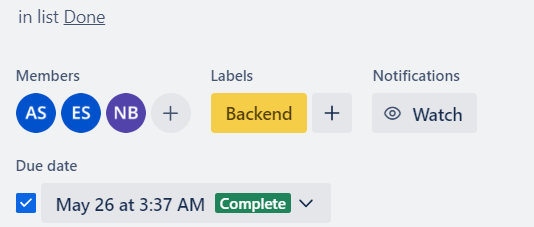 in list Done
Members Labels Notifications
AS ES NB + Backend + Watch
Due date
May 26 at 3:37 AM Complete